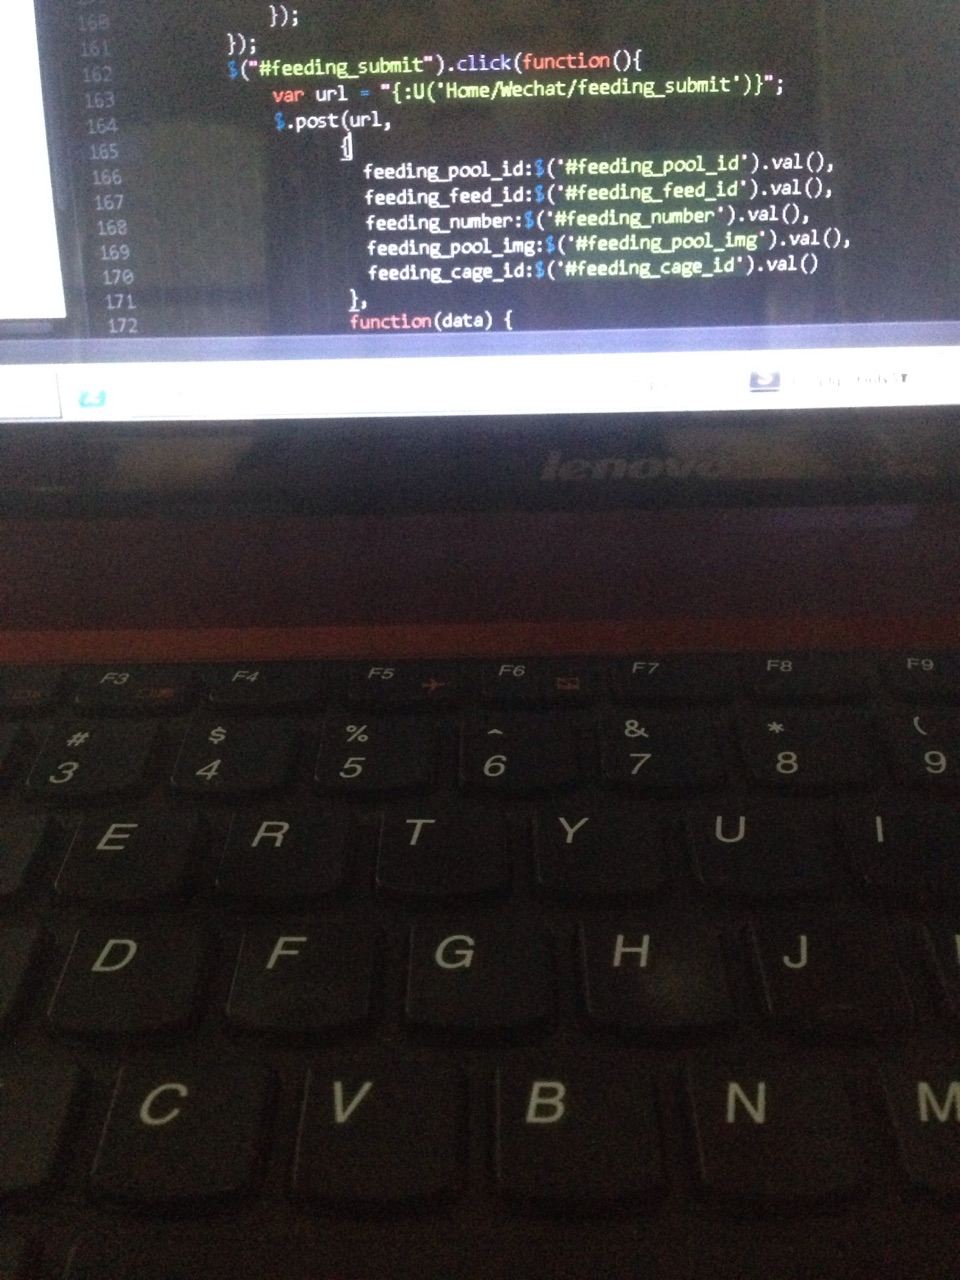 160 });
161 });
162 $("#feeding_submit").click(function(){
163 var url = "{:U('Home/Wechat/feeding_submit')}";
164 $.post(url,
165 {
166 feeding_pool_id:$('#feeding_pool_id').val(),
167 feeding_feed_id:$('#feeding_feed_id').val(),
168 feeding_number:$('#feeding_number').val(),
169 feeding_pool_img:$('#feeding_pool_img').val(),
170 feeding_cage_id:$('#feeding_cage_id').val()
171 },
172 function(data) {
lenovo
F3 F4 F5 F6 F7 F8 F9
# $ % ^ & * (
3 4 5 6 7 8 9
E R T Y U I
D F G H J
C V B N M